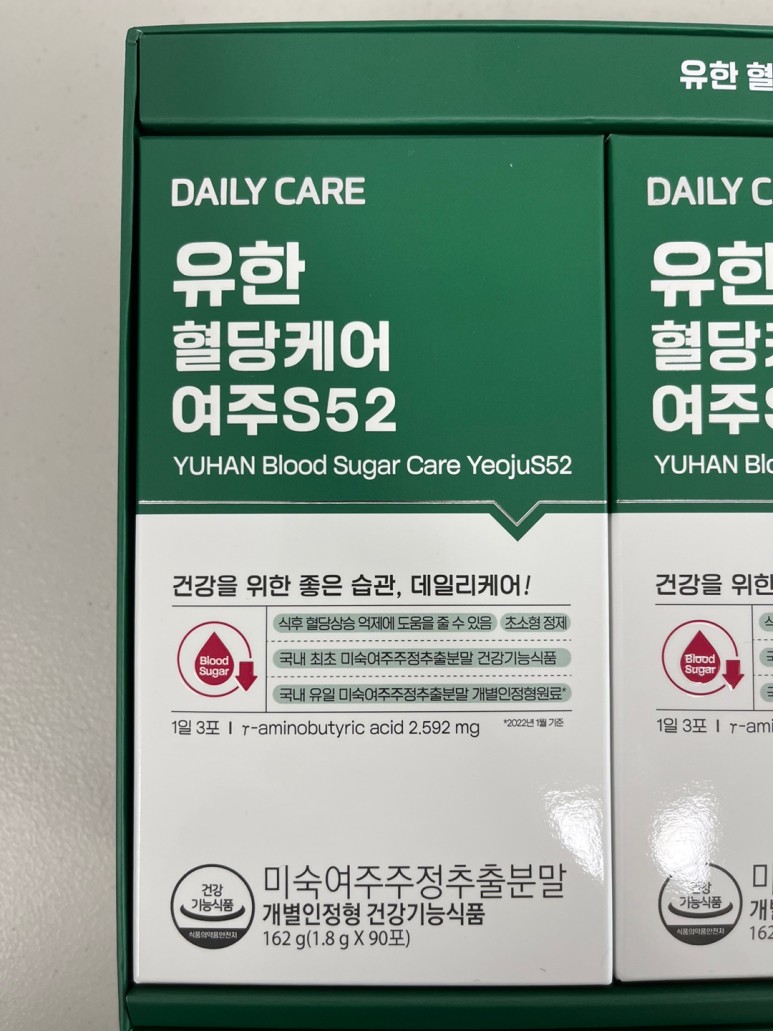 유한 혈
DAILY CARE
유한
혈당케어
여주S52
YUHAN Blood Sugar Care YeojuS52
건강을 위한 좋은 습관, 데일리케어!
식후 혈당상승 억제에 도움을 줄 수 있음 초소형 정제
Blood
Sugar
국내 최초 미숙여주주정추출분말 건강기능식품
국내 유일 미숙여주주정추출분말 개별인정형원료*
1일 3포 I r-aminobutyric acid 2.592 mg *2022년 1월 기준
건강
기능식품
식품의약품안전처
미숙여주주정추출분말
개별인정형 건강기능식품
162 g(1.8 g X 90포)
DAILY C
유한
혈당
여주
YUHAN Blo
건강을 위한
Blood
Sugar
1일 3포 I r-ami
건강
기능식품
식품의약품안전처
개별
162